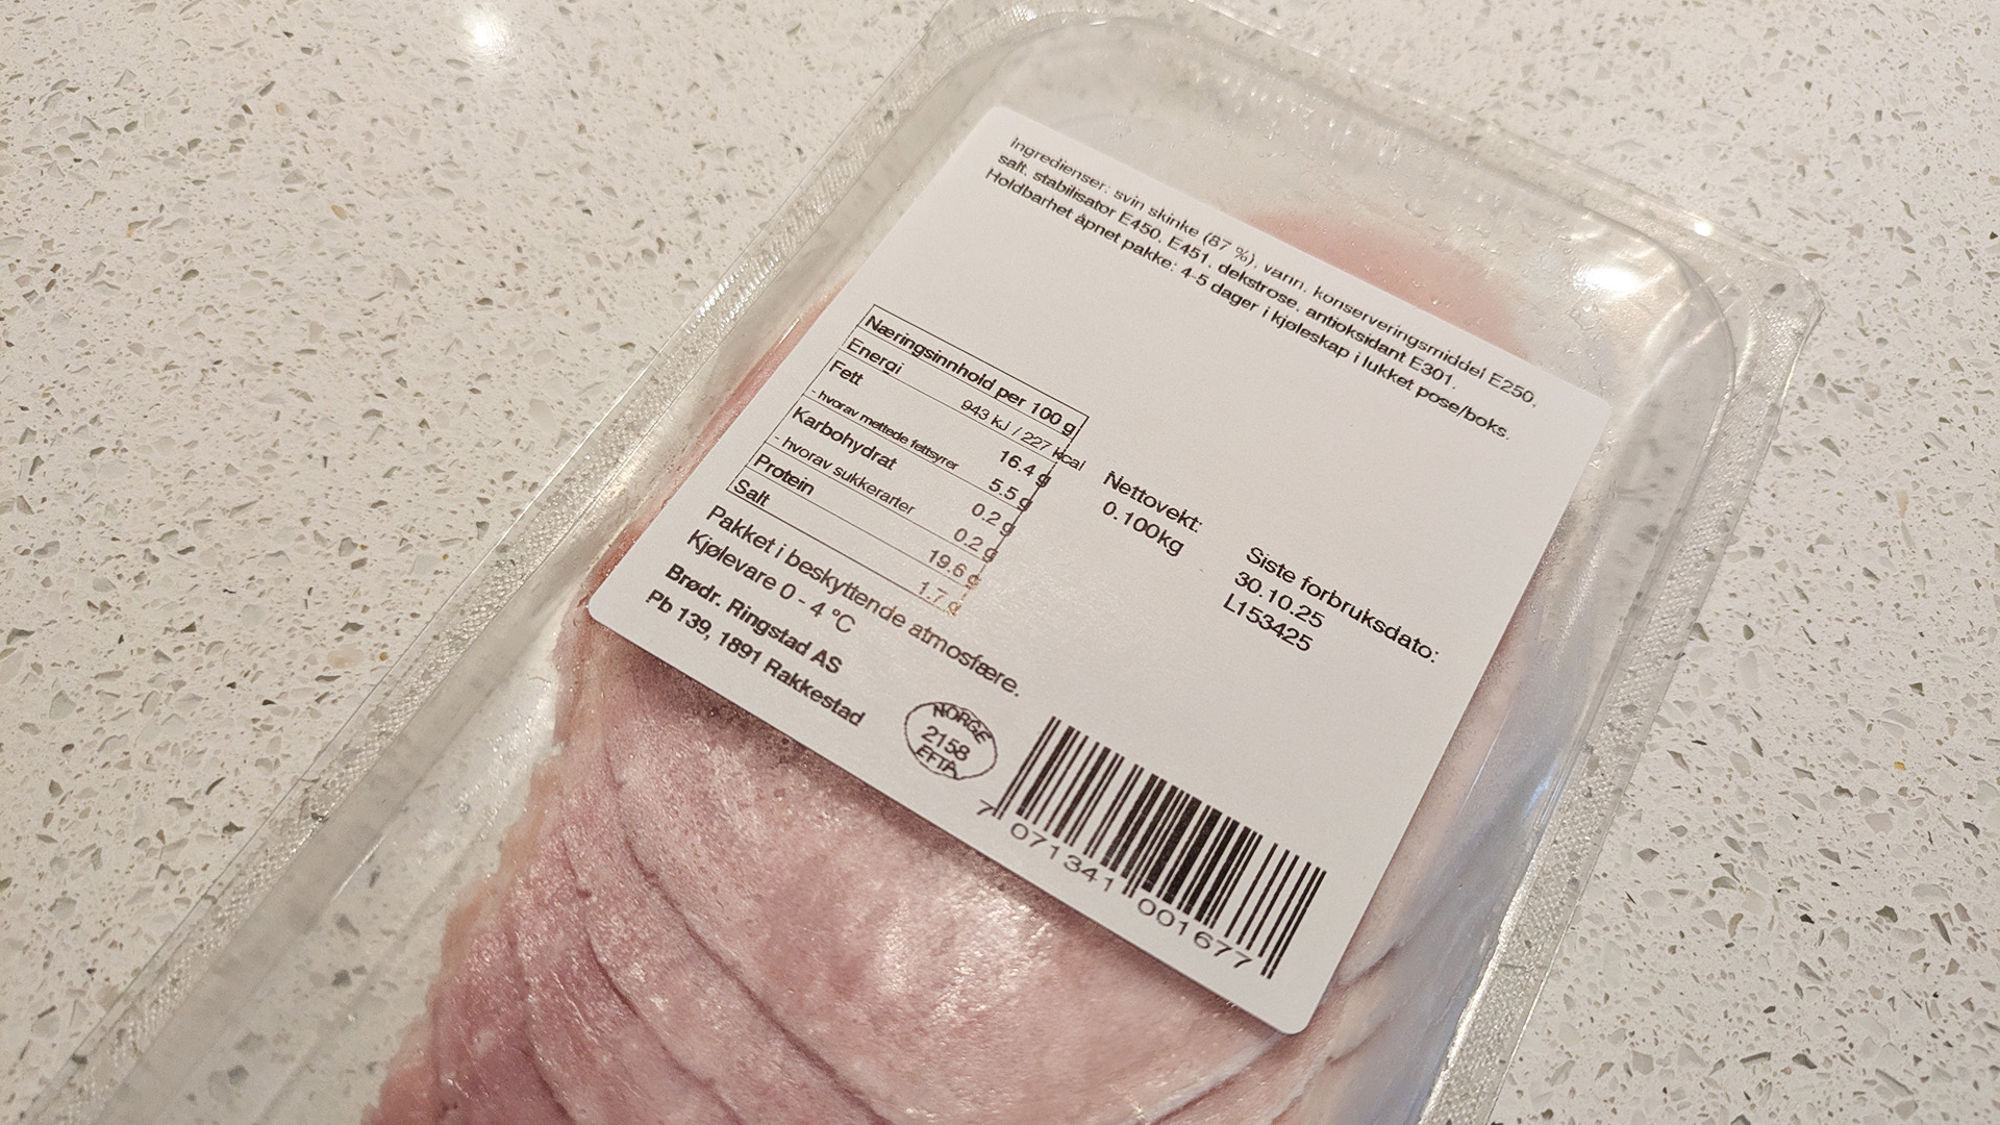 Ingredienser: svin skinke (87 %), vann, konserveringsmiddel E250,
salt, stabilisator E450, E451, dekstrose, antioksidant E301.
Holdbarhet åpnet pakke: 4-5 dager i kjøleskap i lukket pose/boks.
Næringsinnhold per 100 g
Energi 943 kJ / 227 kcal
Fett 16.4 g
- hvorav mettede fettsyrer 5.5 g
Karbohydrat 0.2 g
- hvorav sukkerarter 0.2 g
Protein 19.6 g
Salt 1.7 g
Nettovekt:
0.100kg
Siste forbruksdato:
30.10.25
L153425
Pakket i beskyttende atmosfære.
Kjølevare 0 - 4 °C
Brødr. Ringstad AS
Pb 139, 1891 Rakkestad
NORGE
2158
EFTA
7 071341 001677